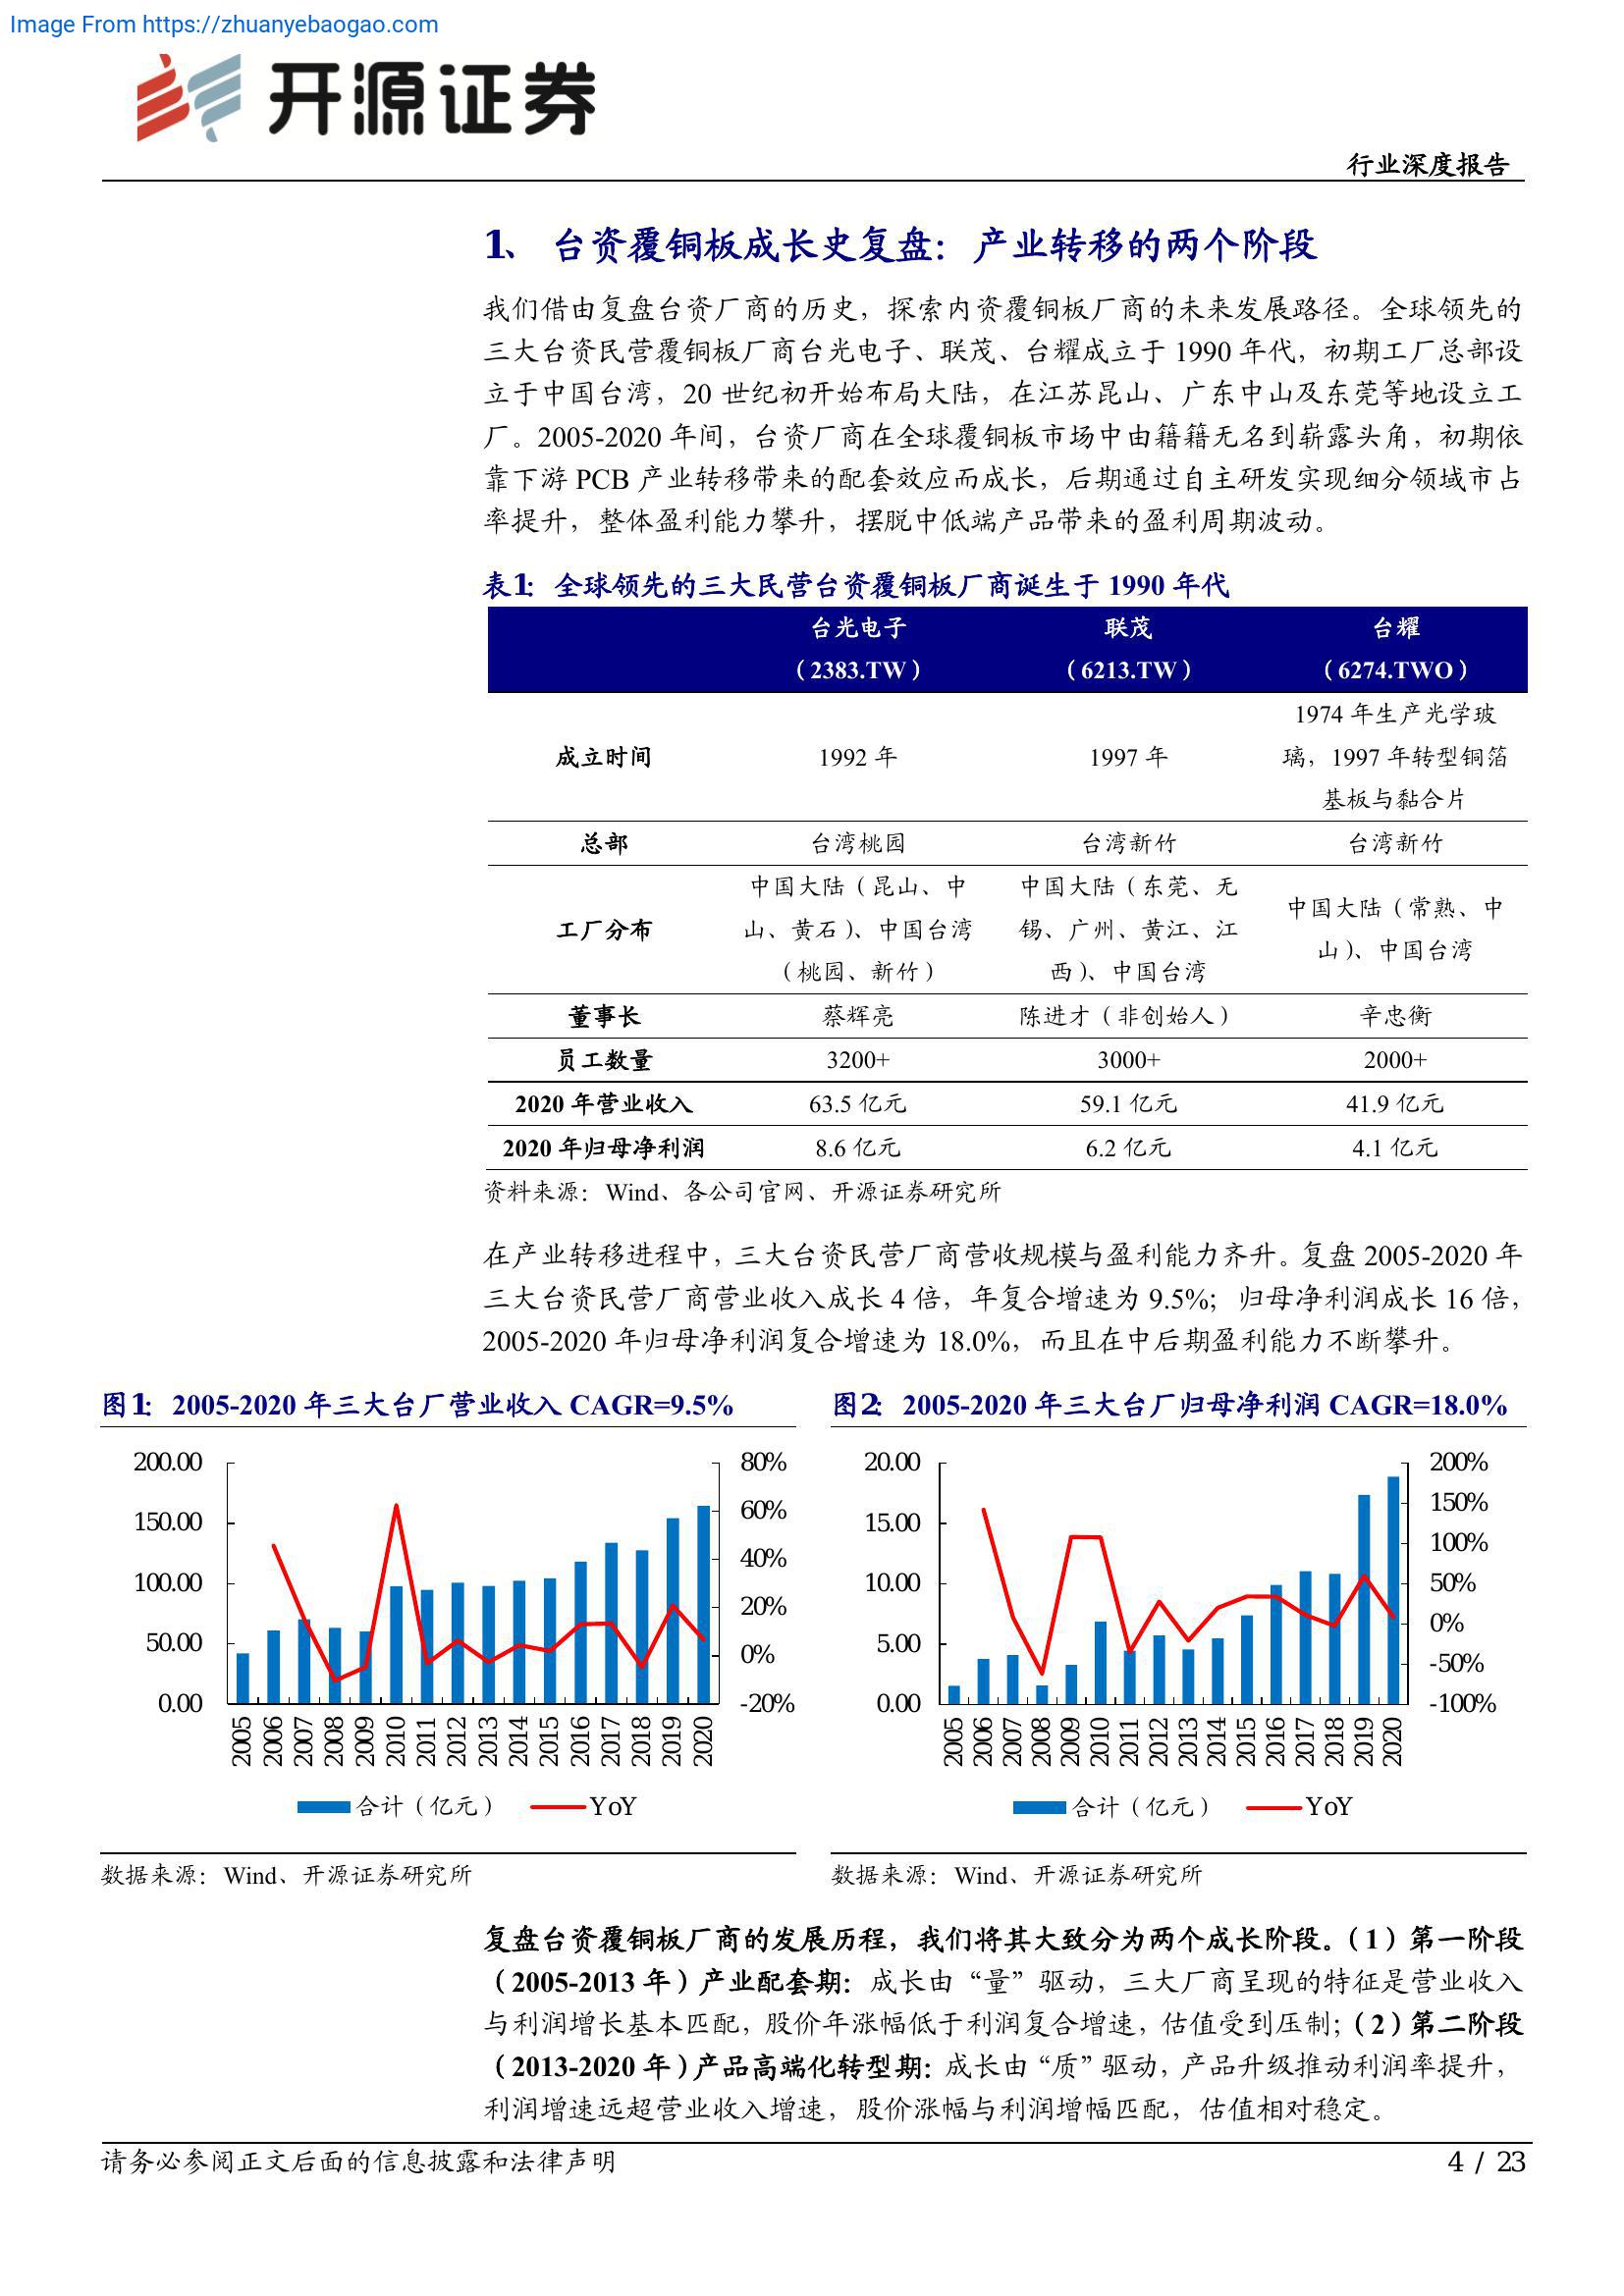 Image From https://zhuanyebaogao.com
开源证券
行业深度报告
1、 台资覆铜板成长史复盘：产业转移的两个阶段
我们借由复盘台资厂商的历史，探索内资覆铜板厂商的未来发展路径。全球领先的
三大台资民营覆铜板厂商台光电子、联茂、台耀成立于 1990 年代，初期工厂总部设
立于中国台湾，20 世纪初开始布局大陆，在江苏昆山、广东中山及东莞等地设立工
厂。2005-2020 年间，台资厂商在全球覆铜板市场中由籍籍无名到崭露头角，初期依
靠下游 PCB 产业转移带来的配套效应而成长，后期通过自主研发实现细分领域市占
率提升，整体盈利能力攀升，摆脱中低端产品带来的盈利周期波动。
表1：全球领先的三大民营台资覆铜板厂商诞生于 1990 年代
台光电子 联茂 台耀
（2383.TW） （6213.TW） （6274.TWO）
成立时间 1992 年 1997 年 1974 年生产光学玻
璃，1997 年转型铜箔
基板与黏合片
总部 台湾桃园 台湾新竹 台湾新竹
工厂分布 中国大陆（昆山、中
山、黄石）、中国台湾
（桃园、新竹） 中国大陆（东莞、无
锡、广州、黄江、江
西）、中国台湾 中国大陆（常熟、中
山）、中国台湾
董事长 蔡辉亮 陈进才（非创始人） 辛忠衡
员工数量 3200+ 3000+ 2000+
2020 年营业收入 63.5 亿元 59.1 亿元 41.9 亿元
2020 年归母净利润 8.6 亿元 6.2 亿元 4.1 亿元
资料来源：Wind、各公司官网、开源证券研究所
在产业转移进程中，三大台资民营厂商营收规模与盈利能力齐升。复盘 2005-2020 年
三大台资民营厂商营业收入成长 4 倍，年复合增速为 9.5%；归母净利润成长 16 倍，
2005-2020 年归母净利润复合增速为 18.0%，而且在中后期盈利能力不断攀升。
图1：2005-2020 年三大台厂营业收入 CAGR=9.5%
200.00
150.00
100.00
50.00
0.00
80%
60%
40%
20%
0%
-20%
2005 2006 2007 2008 2009 2010 2011 2012 2013 2014 2015 2016 2017 2018 2019 2020
合计（亿元） YoY
数据来源：Wind、开源证券研究所
图2：2005-2020 年三大台厂归母净利润 CAGR=18.0%
20.00
15.00
10.00
5.00
0.00
200%
150%
100%
50%
0%
-50%
-100%
2005 2006 2007 2008 2009 2010 2011 2012 2013 2014 2015 2016 2017 2018 2019 2020
合计（亿元） YoY
数据来源：Wind、开源证券研究所
复盘台资覆铜板厂商的发展历程，我们将其大致分为两个成长阶段。（1）第一阶段
（2005-2013 年）产业配套期：成长由“量”驱动，三大厂商呈现的特征是营业收入
与利润增长基本匹配，股价年涨幅低于利润复合增速，估值受到压制；（2）第二阶段
（2013-2020 年）产品高端化转型期：成长由“质”驱动，产品升级推动利润率提升，
利润增速远超营业收入增速，股价涨幅与利润增幅匹配，估值相对稳定。
请务必参阅正文后面的信息披露和法律声明
4 / 23